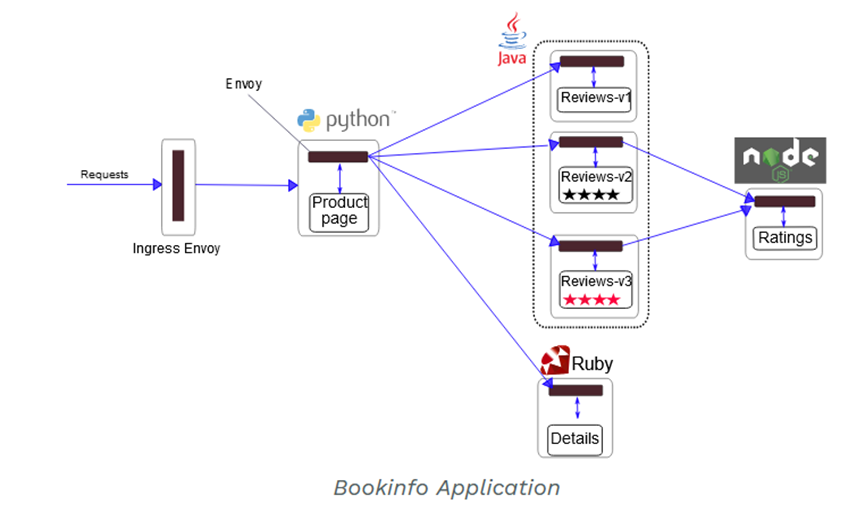 Java
Envoy
python™
Reviews-v1
node
JS
Reviews-v2
Requests
Product
page
Ratings
Ingress Envoy
Reviews-v3
Ruby
Details
Bookinfo Application